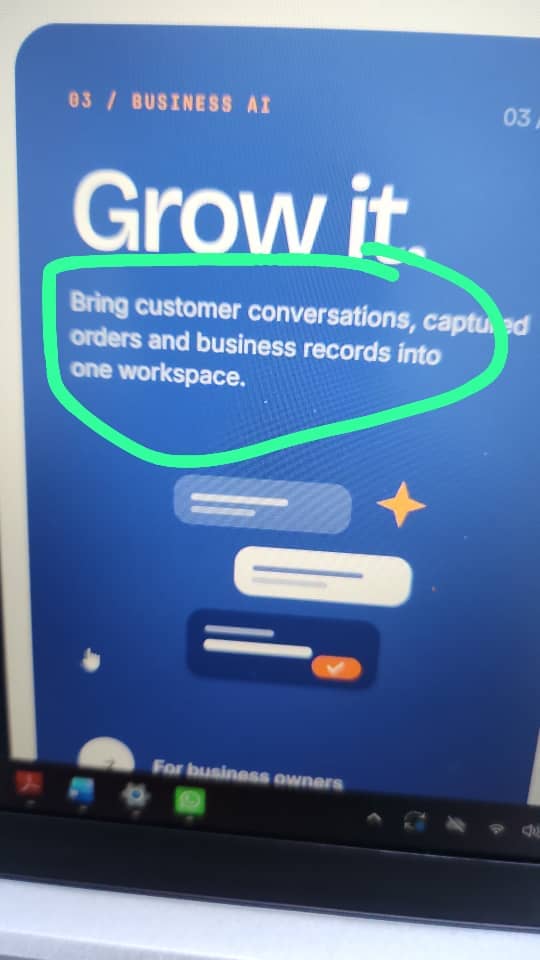 03 / BUSINESS AI
03 /
Grow it.
Bring customer conversations, captured
orders and business records into
one workspace.
For business owners